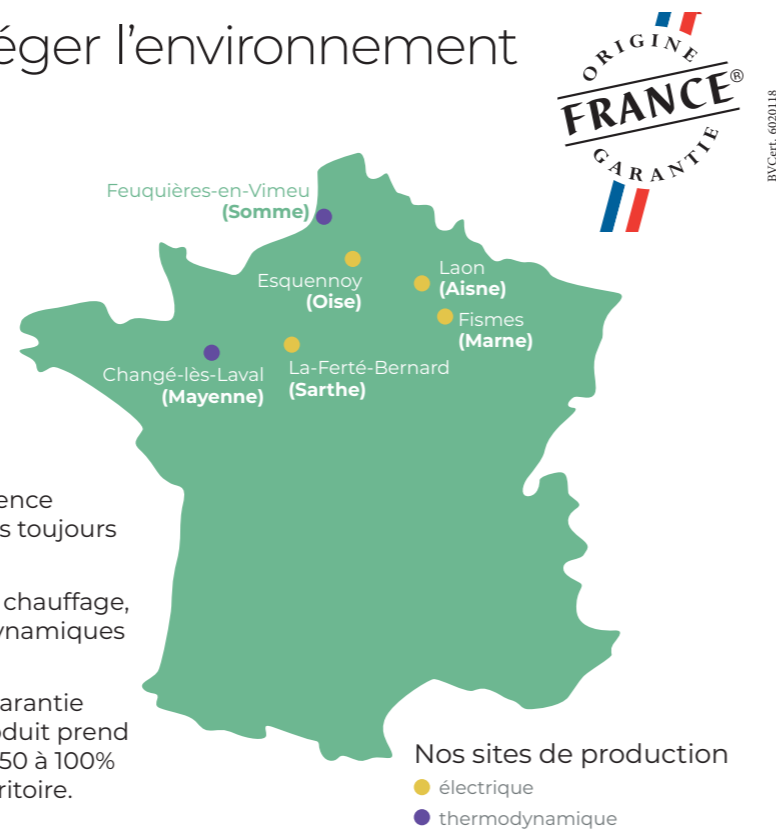 éger l’environnement
ORIGINE
FRANCE®
GARANTIE
BVCert. 6020118
Feuquières-en-Vimeu
(Somme)
Esquennoy
(Oise)
Laon
(Aisne)
Fismes
(Marne)
Changé-lès-Laval
(Mayenne)
La-Ferté-Bernard
(Sarthe)
ence
s toujours
chauffage,
ynamiques
arantie
oduit prend
50 à 100%
ritoire.
Nos sites de production
électrique
thermodynamique